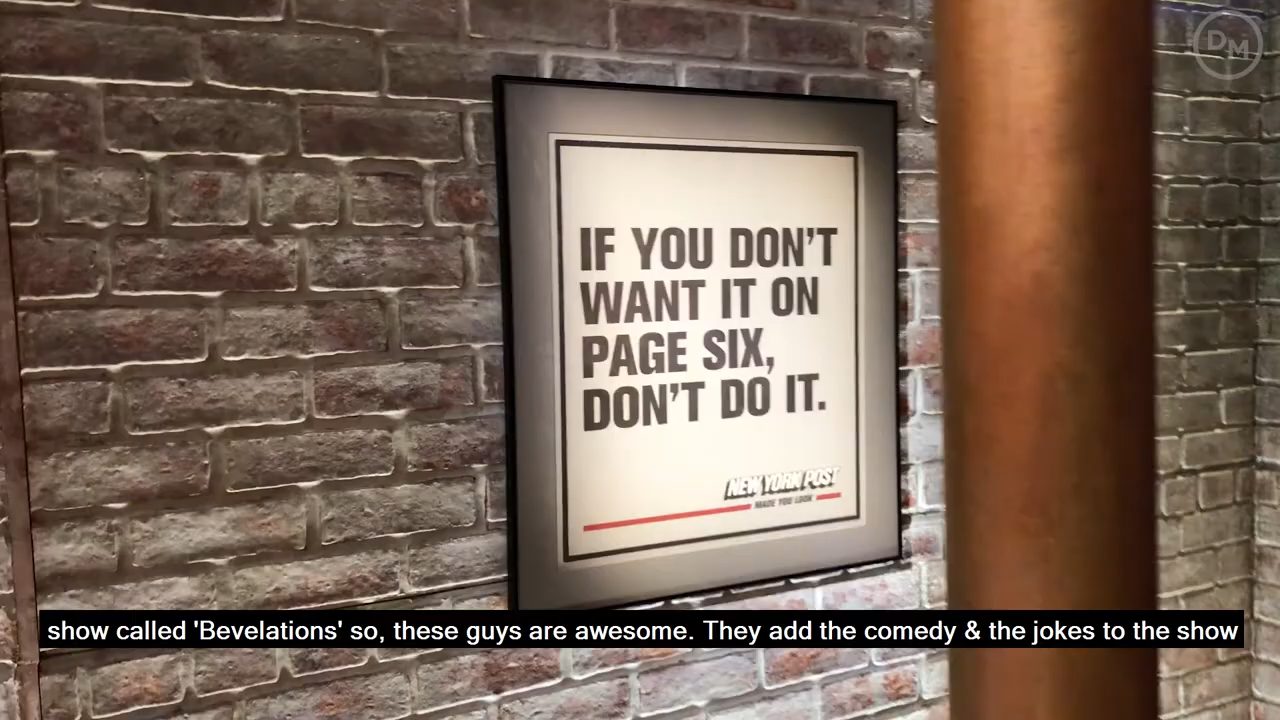 DM
IF YOU DON'T
WANT IT ON
PAGE SIX,
DON'T DO IT.
NEW YORK POST
MADE YOU LOOK
show called 'Bevelations' so, these guys are awesome. They add the comedy & the jokes to the show